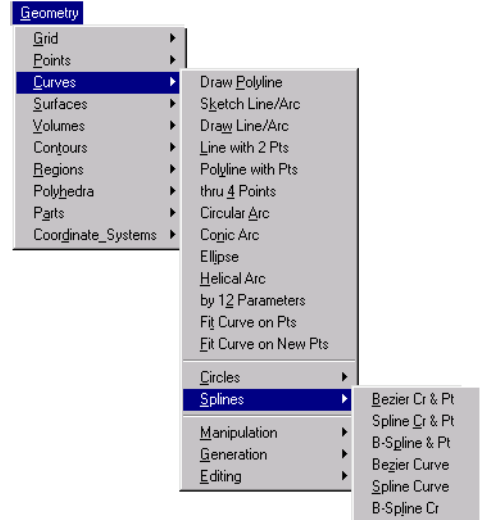 Geometry
Grid
Points
Curves
Surfaces
Volumes
Contours
Regions
Polyhedra
Parts
Coordinate_Systems
Draw Polyline
Sketch Line/Arc
Draw Line/Arc
Line with 2 Pts
Polyline with Pts
thru 4 Points
Circular Arc
Conic Arc
Ellipse
Helical Arc
by 12 Parameters
Fit Curve on Pts
Fit Curve on New Pts
Circles
Splines
Manipulation
Generation
Editing
Bezier Cr & Pt
Spline Cr & Pt
B-Spline & Pt
Bezier Curve
Spline Curve
B-Spline Cr